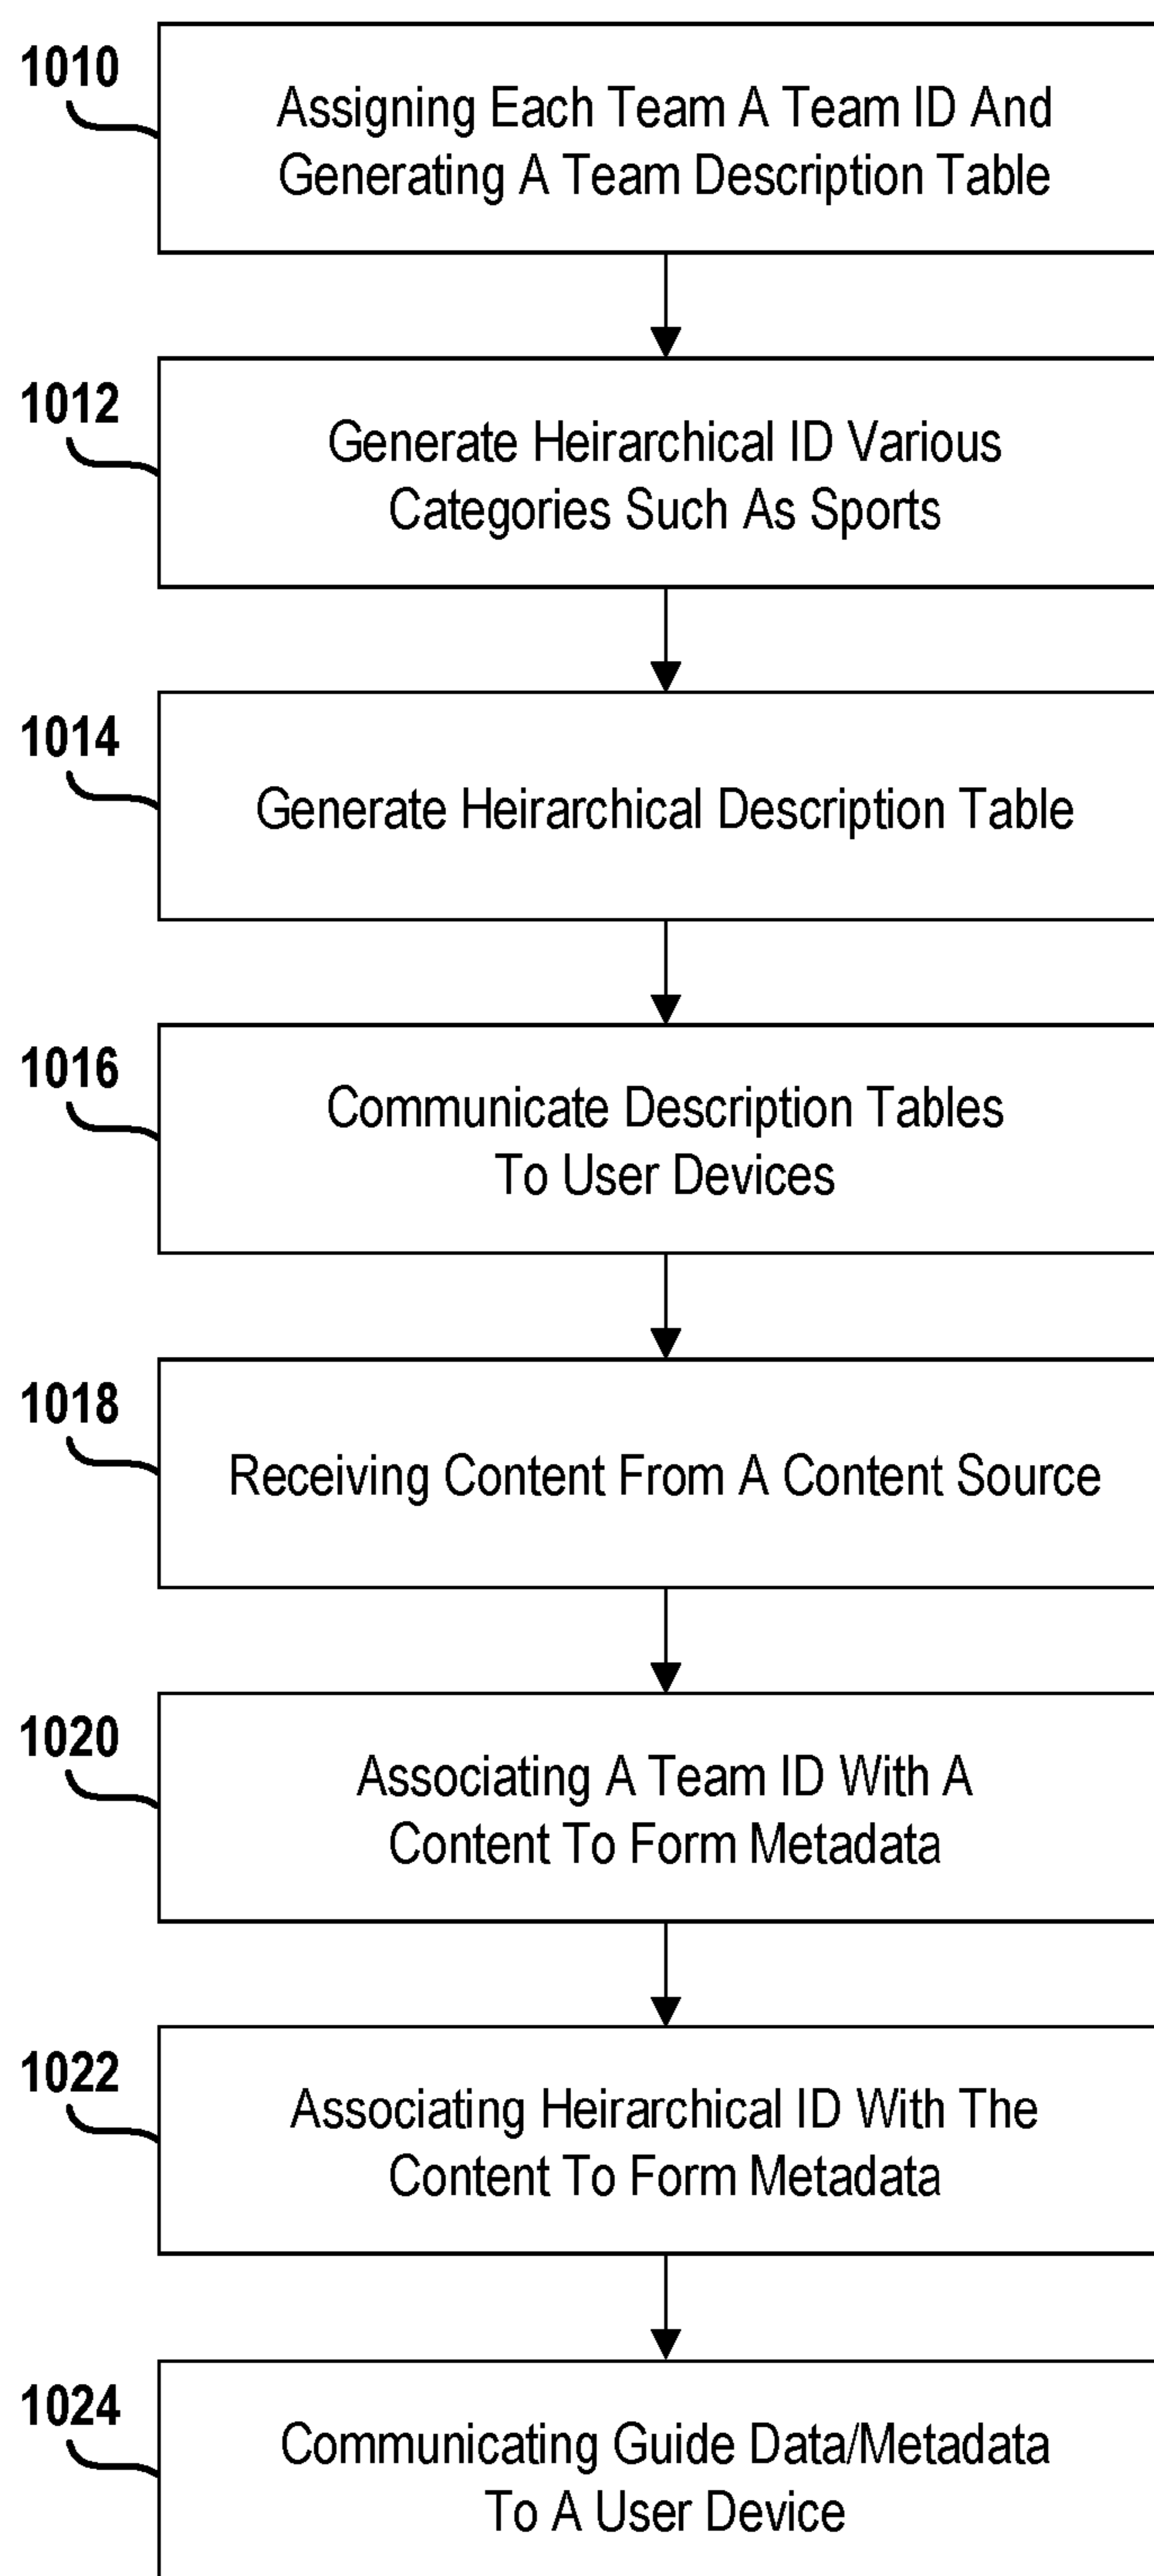 1010
Assigning Each Team A Team ID And
Generating A Team Description Table
1012
Generate Heirarchical ID Various
Categories Such As Sports
1014
Generate Heirarchical Description Table
1016
Communicate Description Tables
To User Devices
1018
Receiving Content From A Content Source
1020
Associating A Team ID With A
Content To Form Metadata
1022
Associating Heirarchical ID With The
Content To Form Metadata
1024
Communicating Guide Data/Metadata
To A User Device